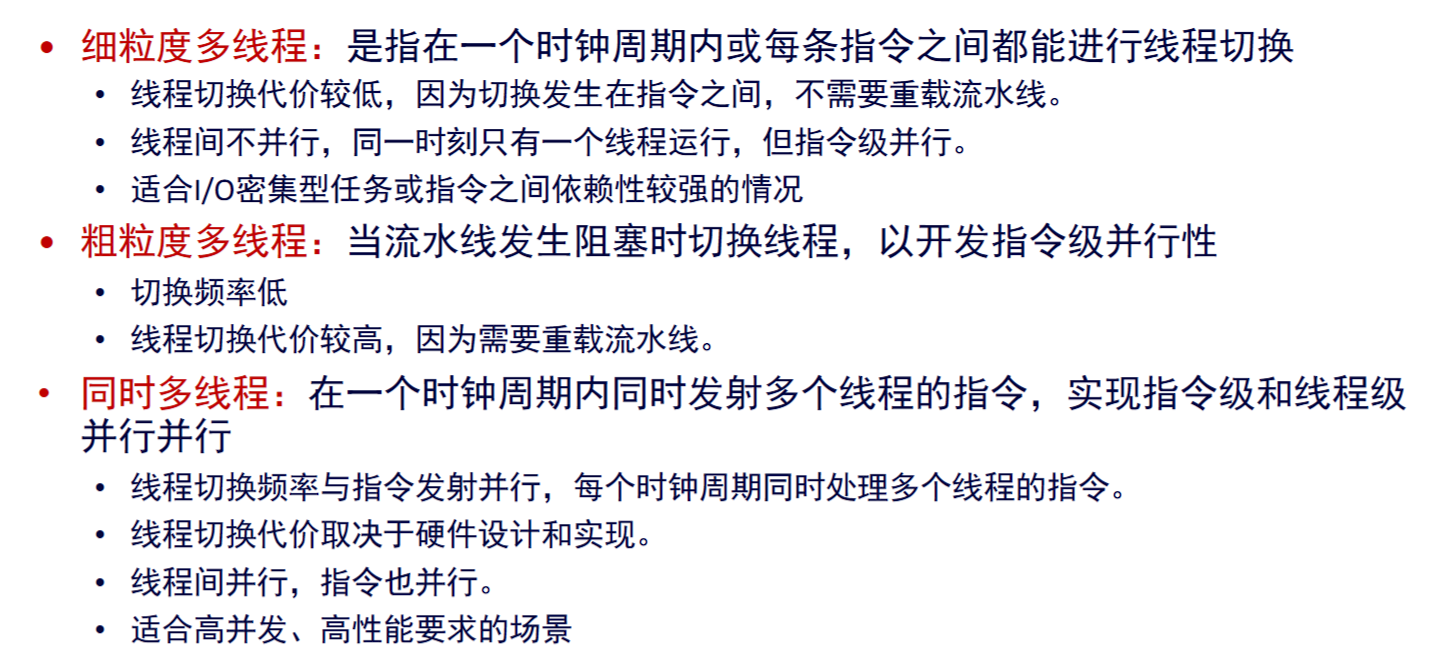 • 细粒度多线程：是指在一个时钟周期内或每条指令之间都能进行线程切换
• 线程切换代价较低，因为切换发生在指令之间，不需要重载流水线。
• 线程间不并行，同一时刻只有一个线程运行，但指令级并行。
• 适合I/O密集型任务或指令之间依赖性较强的情况
• 粗粒度多线程：当流水线发生阻塞时切换线程，以开发指令级并行性
• 切换频率低
• 线程切换代价较高，因为需要重载流水线。
• 同时多线程：在一个时钟周期内同时发射多个线程的指令，实现指令级和线程级
并行并行
• 线程切换频率与指令发射并行，每个时钟周期同时处理多个线程的指令。
• 线程切换代价取决于硬件设计和实现。
• 线程间并行，指令也并行。
• 适合高并发、高性能要求的场景